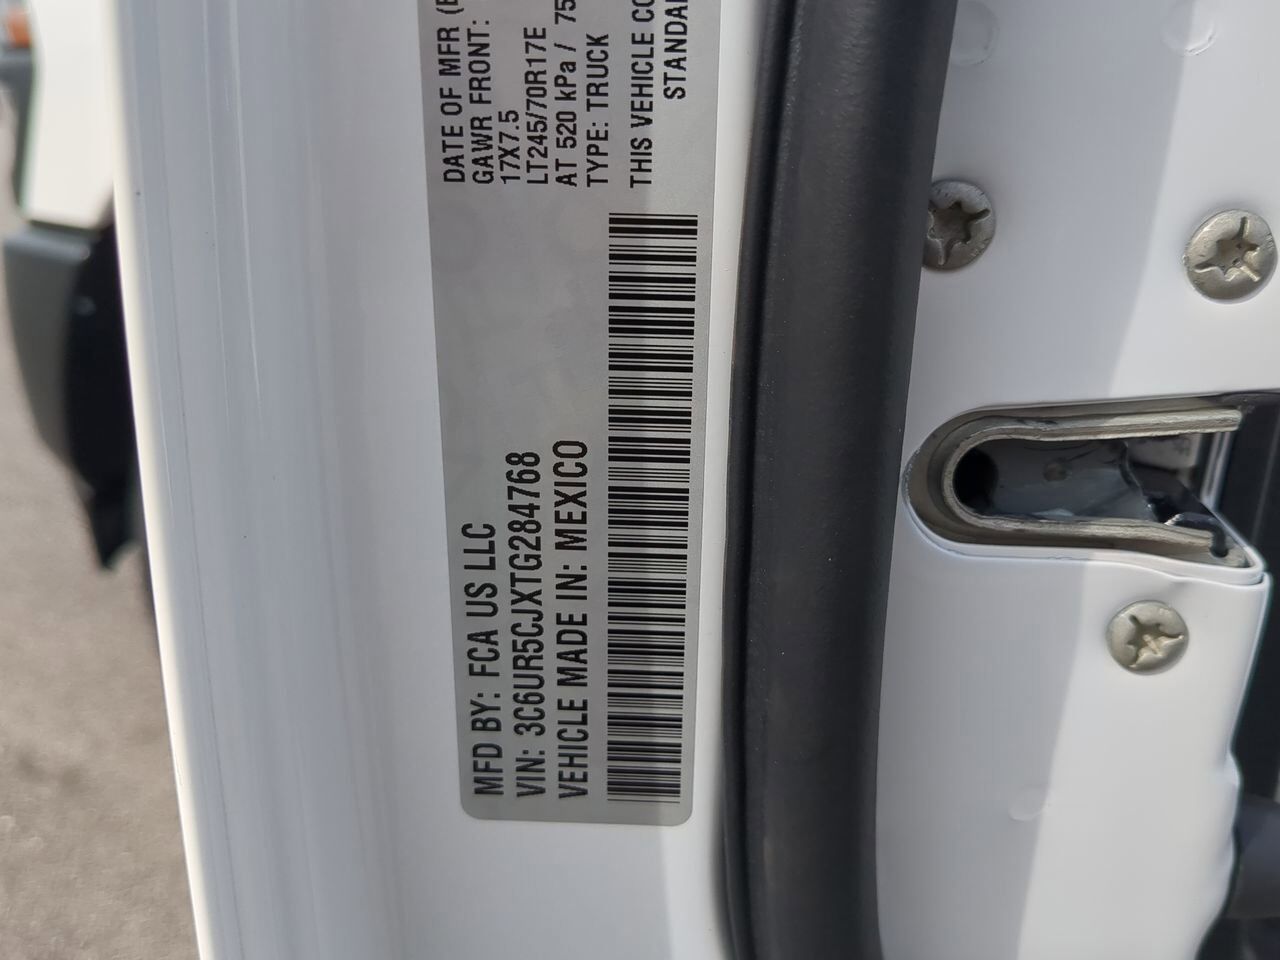 MFD BY: FCA US LLC
VIN: 3C6UR5CJXTG284768
VEHICLE MADE IN: MEXICO
DATE OF MFR
GAWR FRONT:
17X7.5
LT245/70R17E
AT 520 kPa / 75
TYPE: TRUCK
THIS VEHICLE